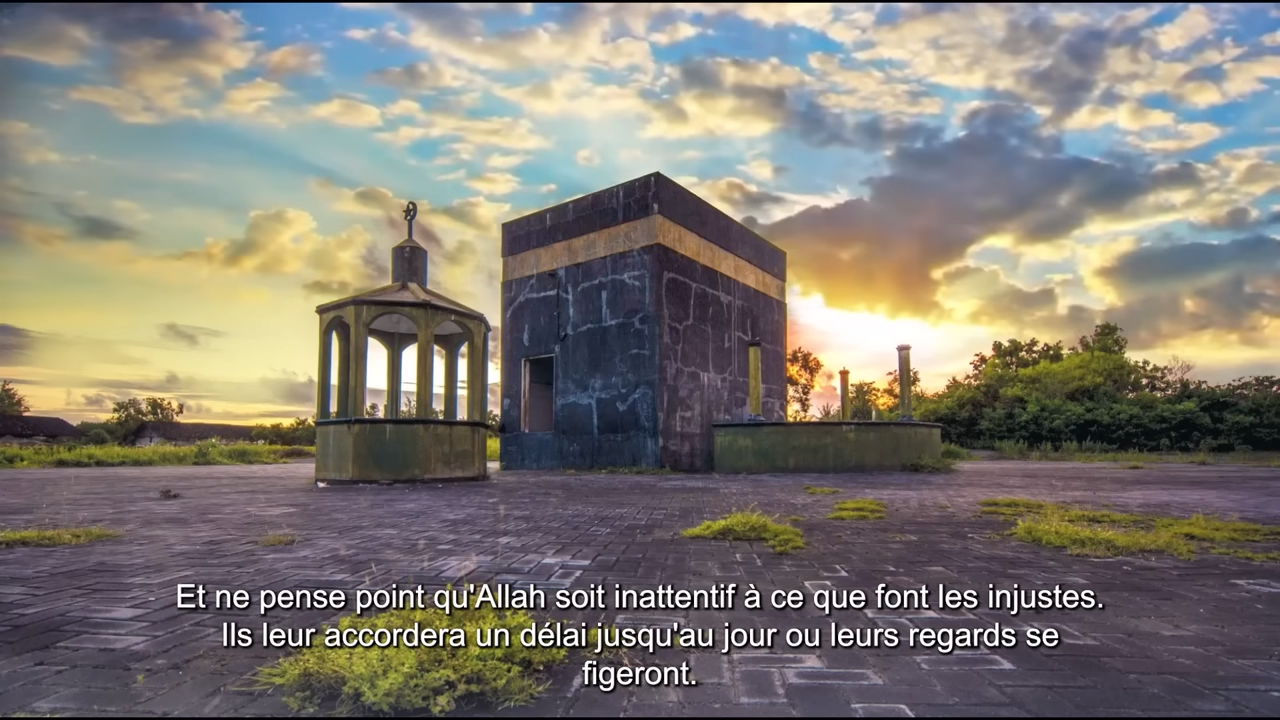 Et ne pense point qu'Allah soit inattentif à ce que font les injustes.
Ils leur accordera un délai jusqu'au jour ou leurs regards se
figeront.